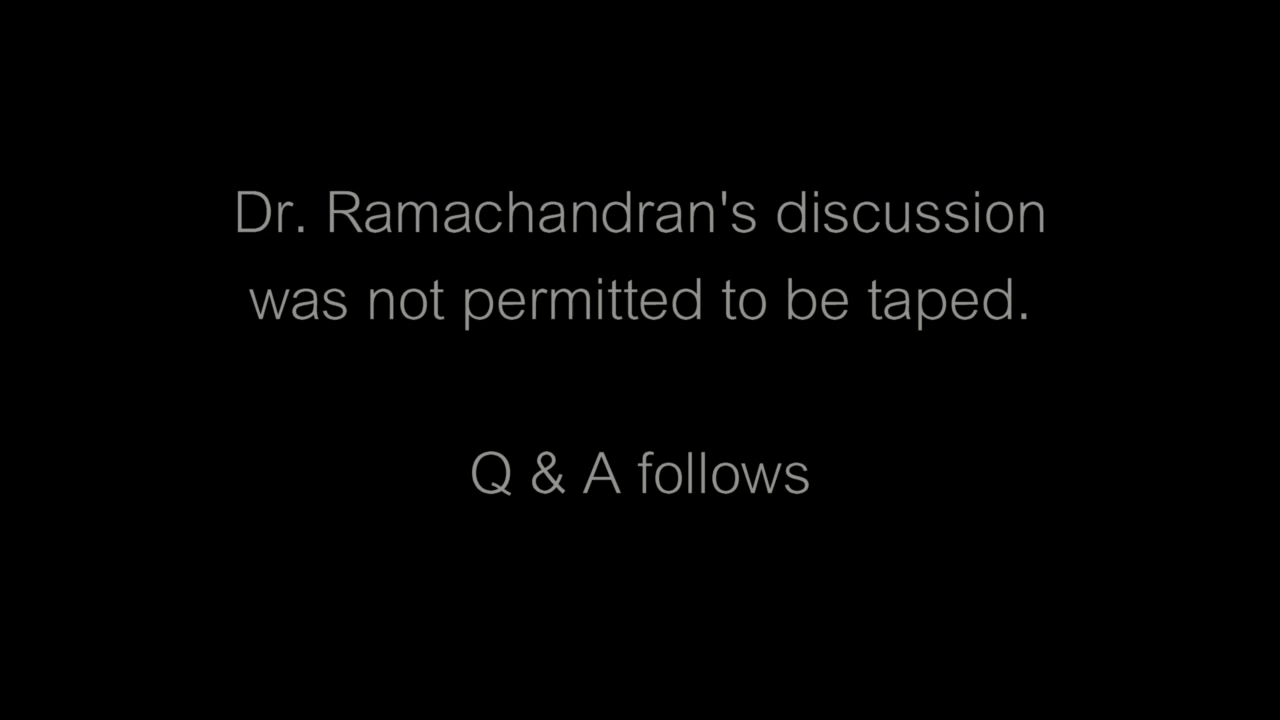 Dr. Ramachandran's discussion
was not permitted to be taped.
Q & A follows